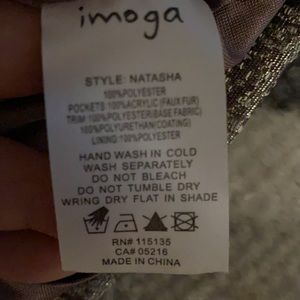 imoga
STYLE: NATASHA
100%POLYESTER
POCKETS:100%ACRYLIC (FAUX FUR)
TRIM:100%POLYESTER(BASE FABRIC)
100%POLYURETHAN(COATING)
LINING:100%POLYESTER
HAND WASH IN COLD
WASH SEPARATELY
DO NOT BLEACH
DO NOT TUMBLE DRY
WRING DRY FLAT IN SHADE
RN# 115135
CA# 05216
MADE IN CHINA